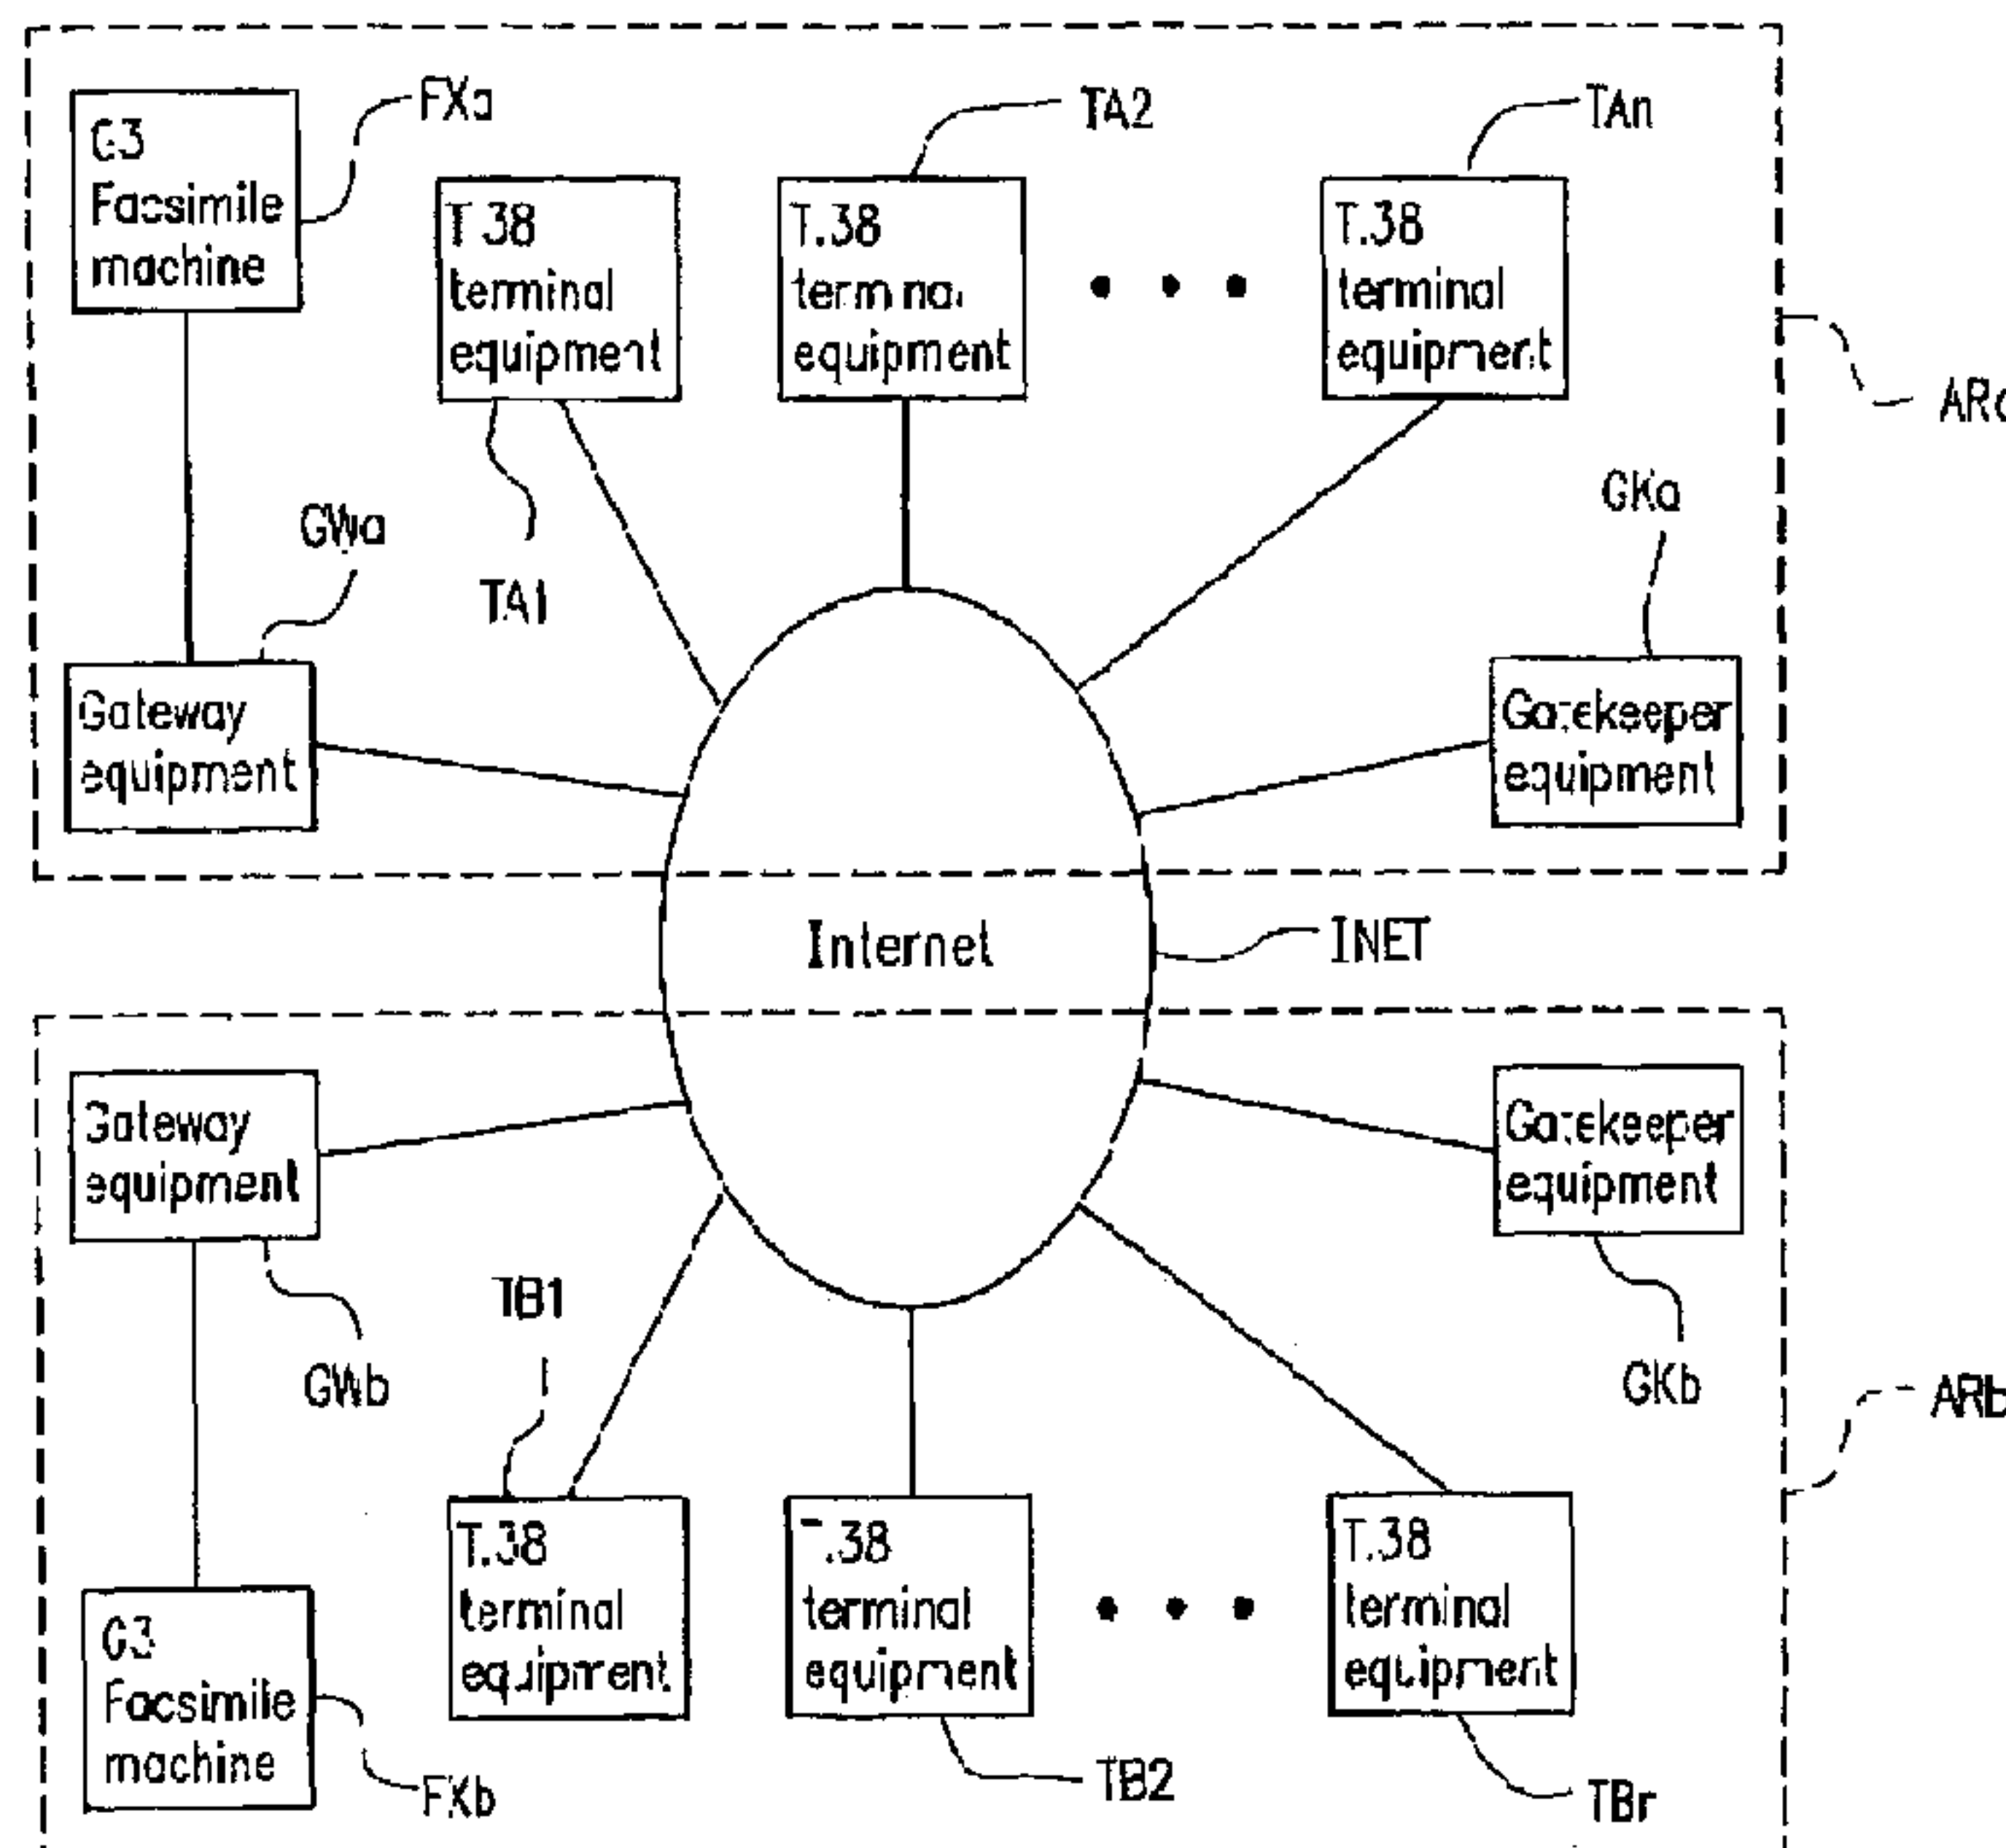 G3
Facsimile
machine
FXa
TA2
TAn
T.38
terminal
equipment
T.38
terminal
equipment
T.38
terminal
equipment
ARa
GWa
TA1
GKa
Gateway
equipment
Gatekeeper
equipment
Internet
INET
Gateway
equipment
Gatekeeper
equipment
GWb
TB1
GKb
ARb
T.38
terminal
equipment
T.38
terminal
equipment
T.38
terminal
equipment
G3
Facsimile
machine
FXb
TB2
TBr